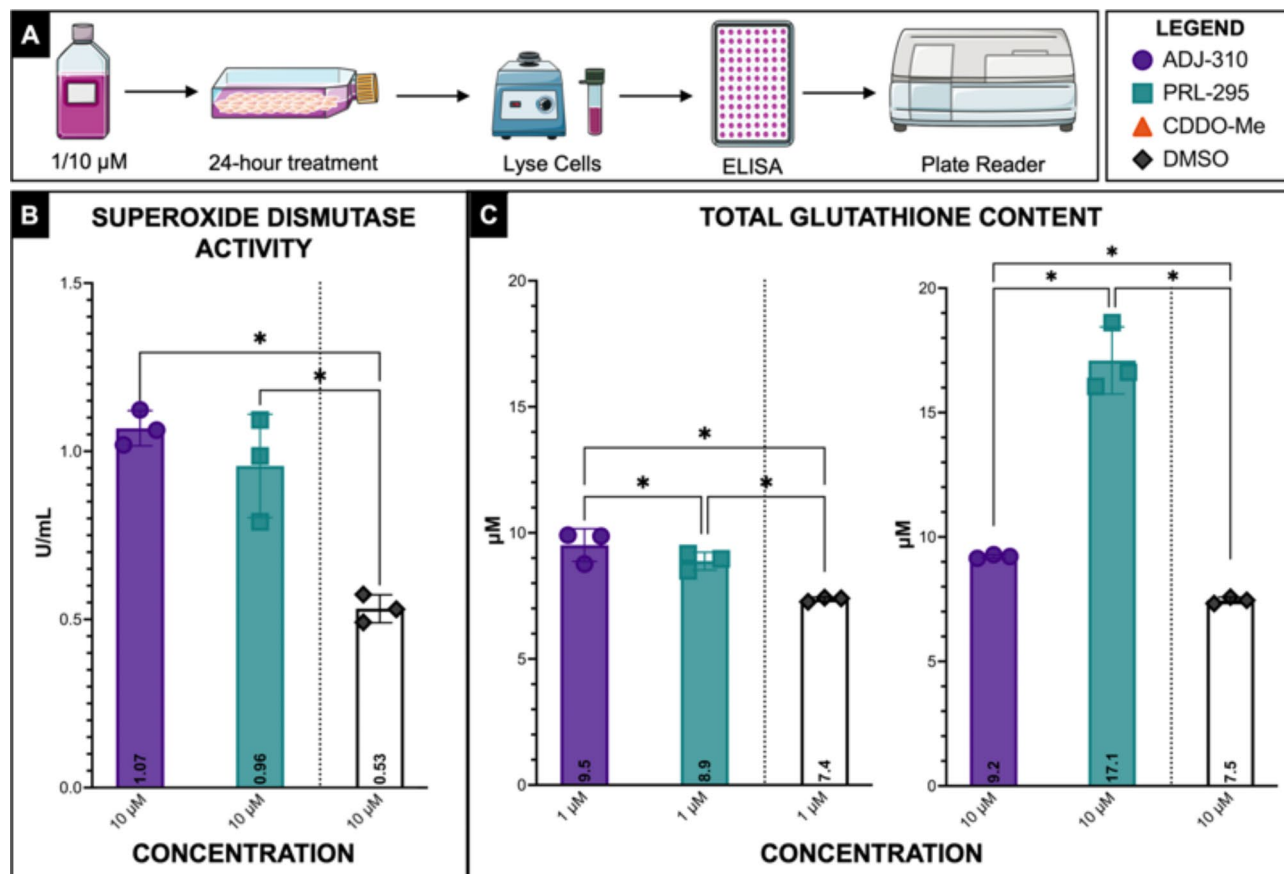 A
1/10 μM
24-hour treatment
Lyse Cells
ELISA
Plate Reader
LEGEND
ADJ-310
PRL-295
CDDO-Me
DMSO
B
SUPEROXIDE DISMUTASE
ACTIVITY
1.5
1.0
0.5
0.0
U/mL
*
*
1.07
0.96
0.53
10 μM
10 μM
10 μM
CONCENTRATION
C
TOTAL GLUTATHIONE CONTENT
20
15
10
5
0
μM
*
*
*
9.5
8.9
7.4
1 μM
1 μM
1 μM
20
15
10
5
0
μM
*
*
*
9.2
17.1
7.5
10 μM
10 μM
10 μM
CONCENTRATION